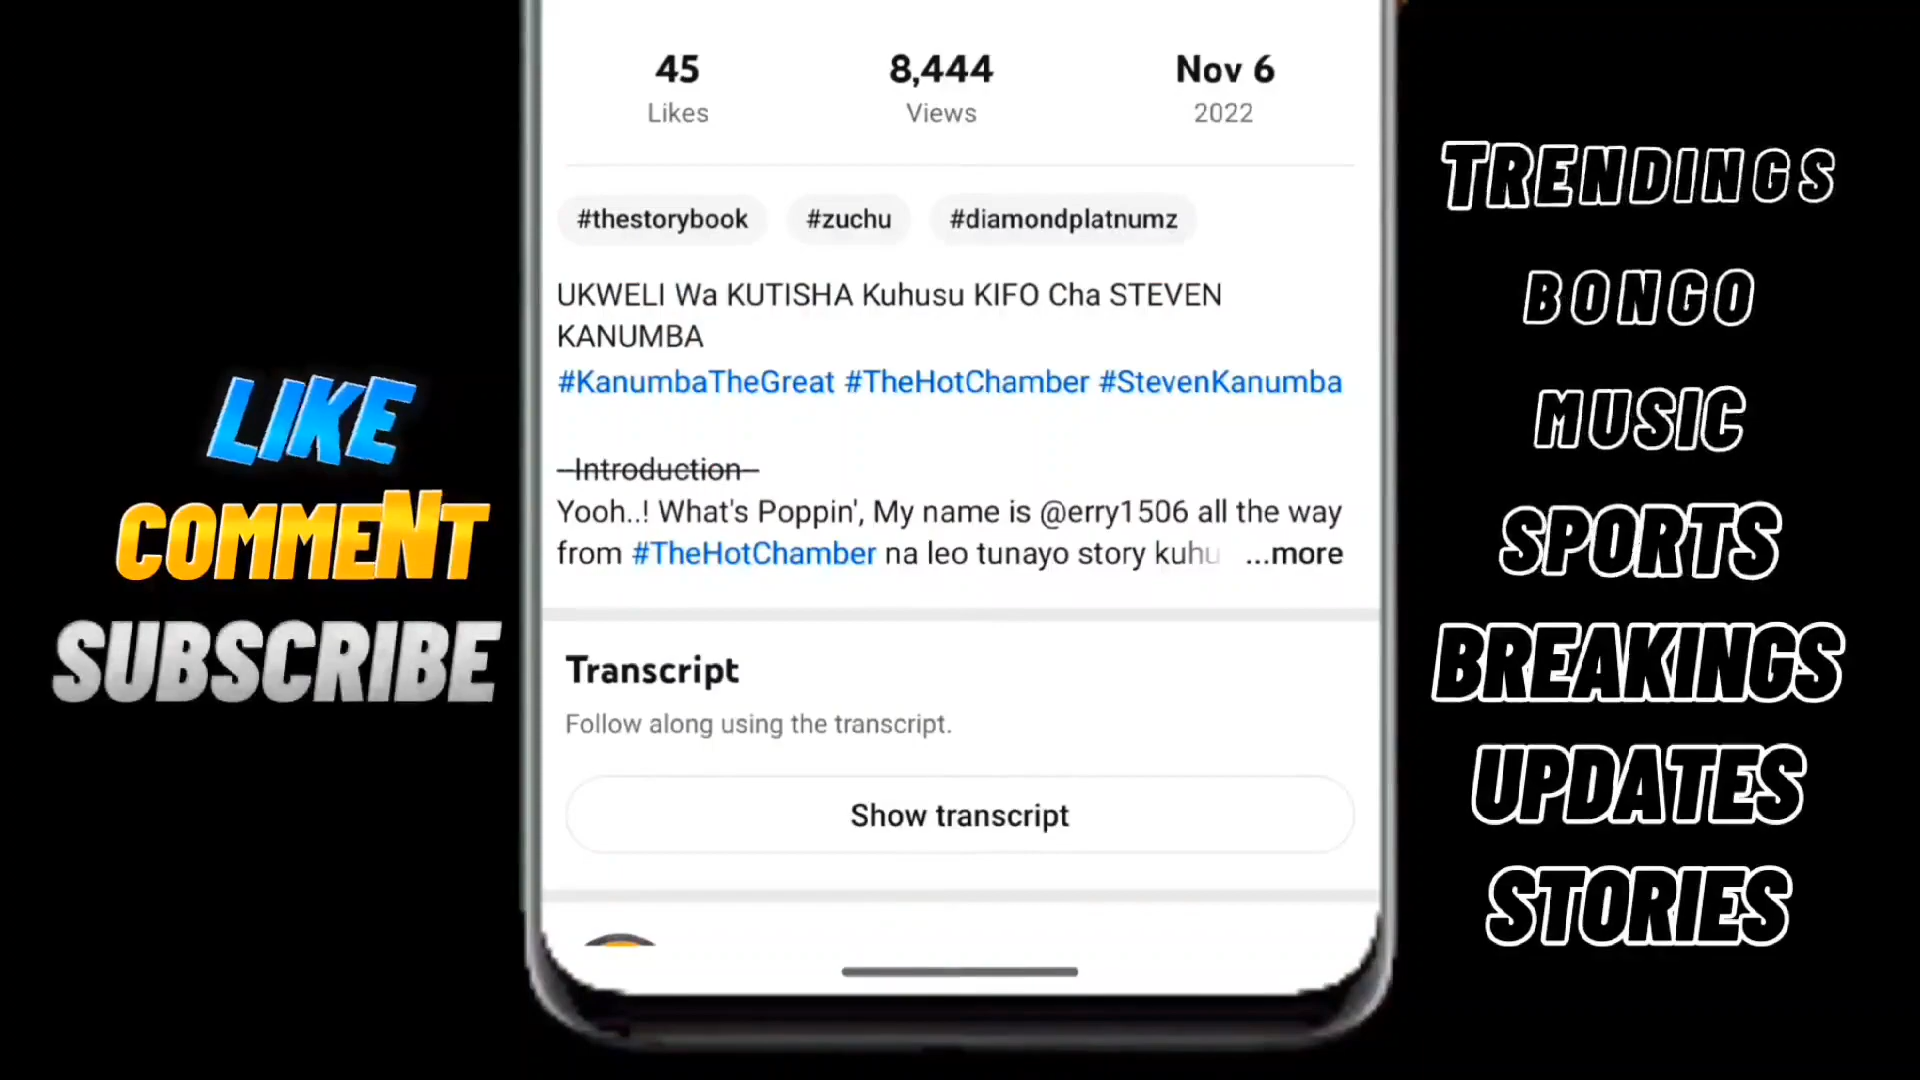 LIKE
COMMENT
SUBSCRIBE
45
Likes
8,444
Views
Nov 6
2022
#thestorybook
#zuchu
#diamondplatnumz
UKWELI Wa KUTISHA Kuhusu KIFO Cha STEVEN
KANUMBA
#KanumbaTheGreat #TheHotChamber #StevenKanumba
–Introduction–
Yooh..! What's Poppin', My name is @erry1506 all the way
from #TheHotChamber na leo tunayo story kuhu ...more
Transcript
Follow along using the transcript.
Show transcript
TRENDINGS
BONGO
MUSIC
SPORTS
BREAKINGS
UPDATES
STORIES